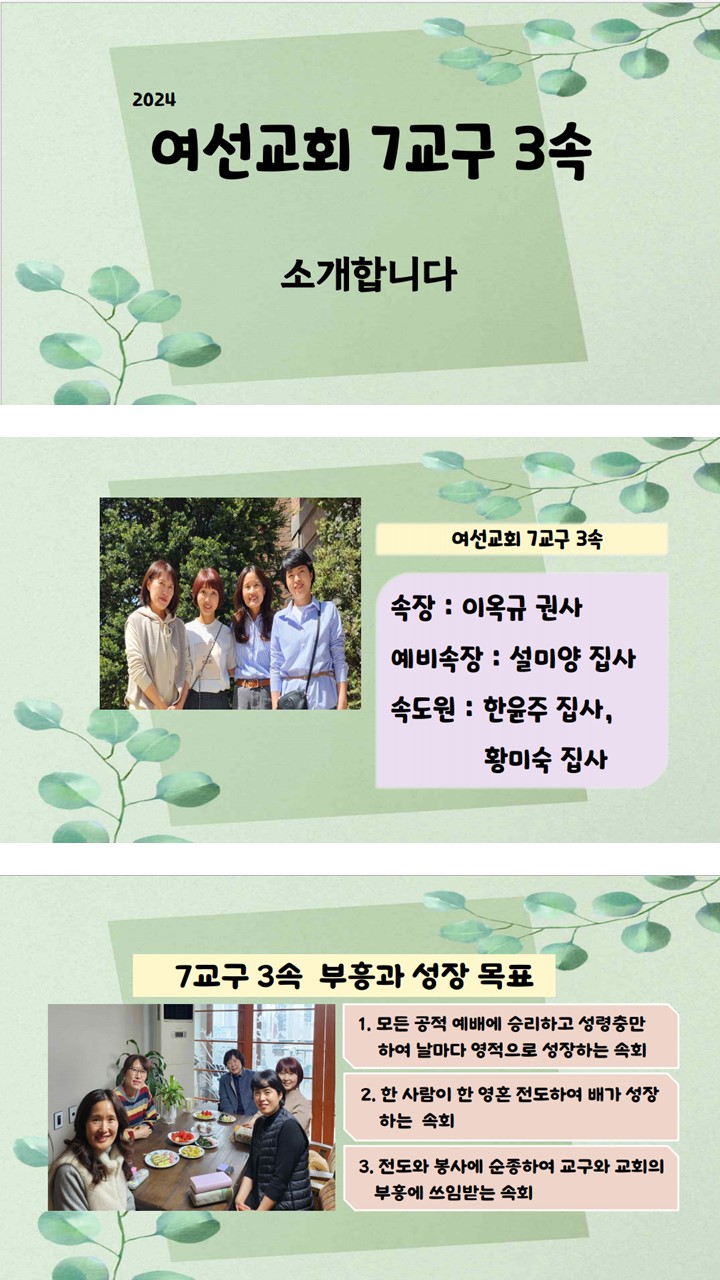 2024
여선교회 7교구 3속
소개합니다
여선교회 7교구 3속
속장 : 이옥규 권사
예비속장 : 설미양 집사
속도원 : 한윤주 집사,
황미숙 집사
7교구 3속 부흥과 성장 목표
1. 모든 공적 예배에 승리하고 성령충만
하여 날마다 영적으로 성장하는 속회
2. 한 사람이 한 영혼 전도하여 배가 성장
하는 속회
3. 전도와 봉사에 순종하여 교구와 교회의
부흥에 쓰임받는 속회